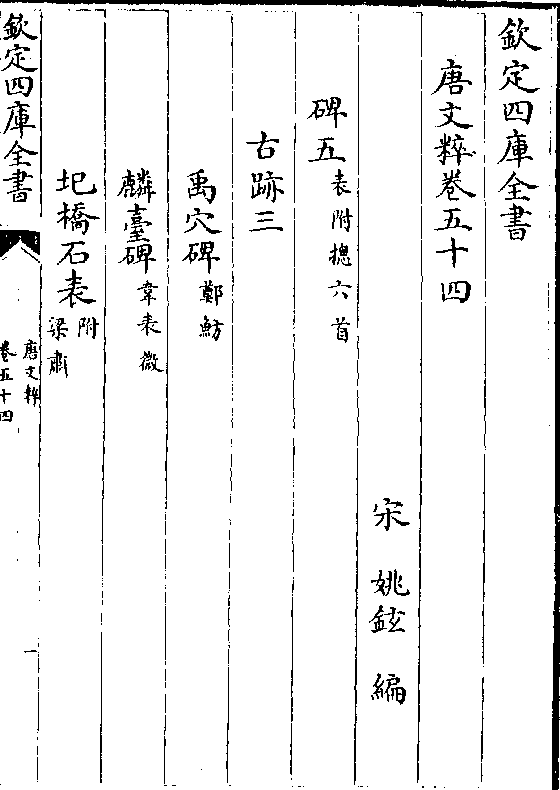 欽定四庫全書
唐文粹卷五十四
宋 姚鉉 編
碑五表附摠六首
古跡三
禹穴碑鄭魴
麟臺碑韋表微
圯橋石表附梁肅
欽定四庫全書
唐文粹
卷五十四
一